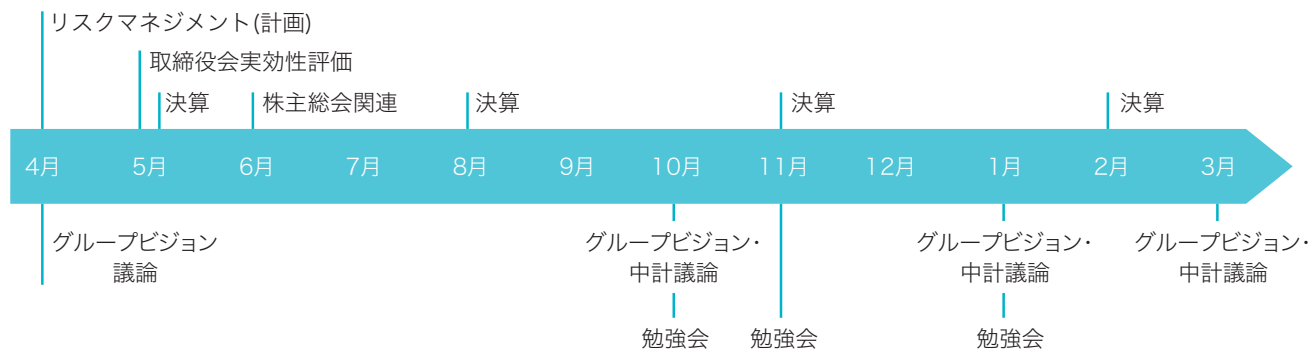 リスクマネジメント(計画)
取締役会実効性評価
決算
株主総会関連
決算
決算
決算
4月
5月
6月
7月
8月
9月
10月
11月
12月
1月
2月
3月
グループビジョン
議論
グループビジョン・
中計議論
グループビジョン・
中計議論
グループビジョン・
中計議論
勉強会
勉強会
勉強会